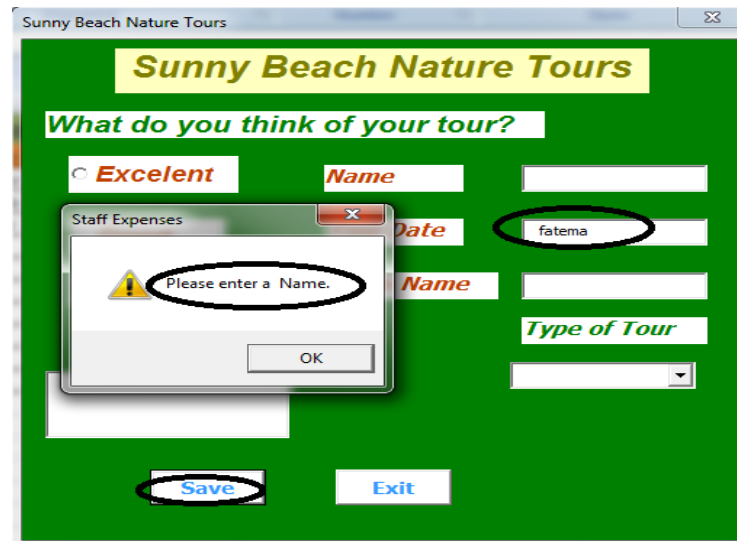 Sunny Beach Nature Tours
Sunny Beach Nature Tours
What do you think of your tour?
Excelent
Name
Staff Expenses
Date
fatema
Please enter a Name.
Name
Type of Tour
OK
Save
Exit